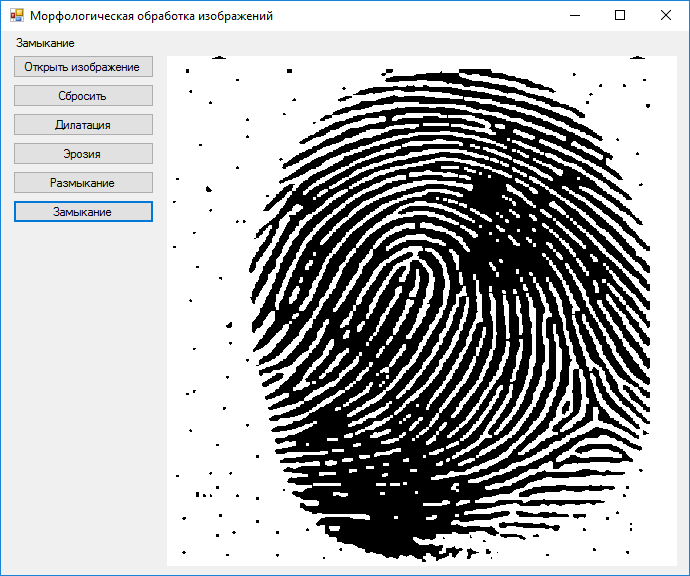 Морфологическая обработка изображений
Замыкание
Открыть изображение
Сбросить
Дилатация
Эрозия
Размыкание
Замыкание